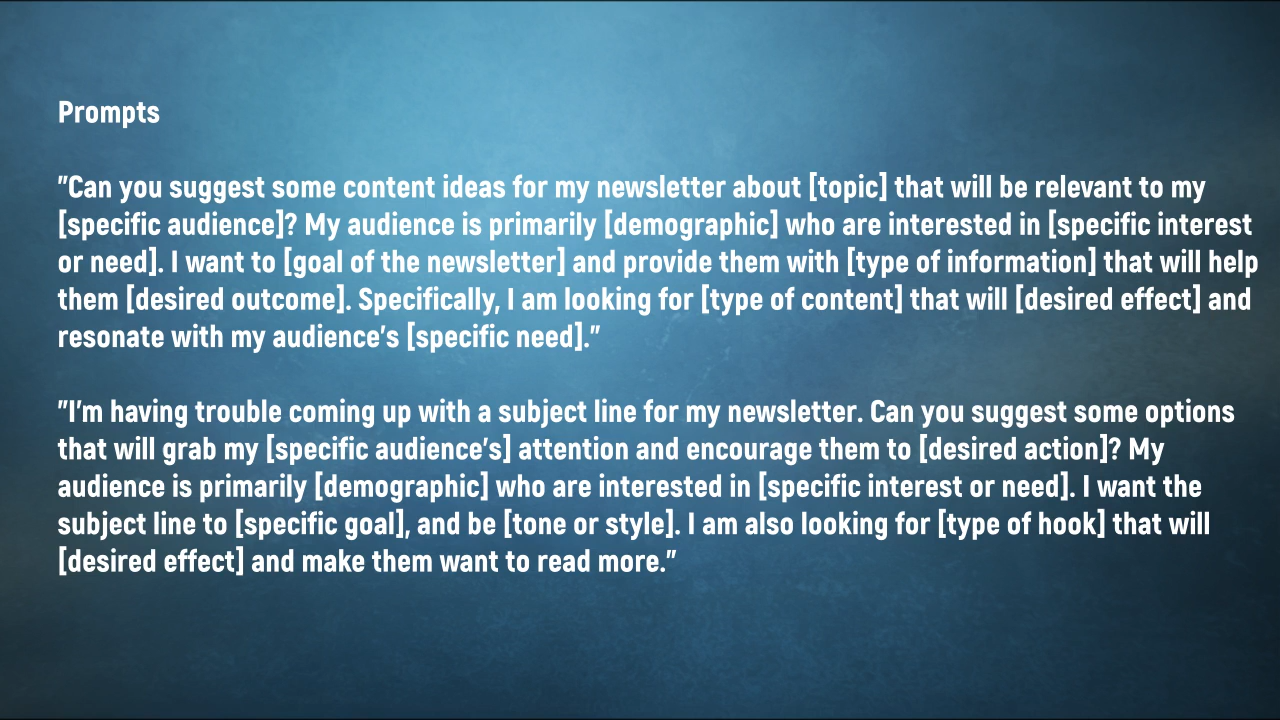 Prompts
"Can you suggest some content ideas for my newsletter about [topic] that will be relevant to my
[specific audience]? My audience is primarily [demographic] who are interested in [specific interest
or need]. I want to [goal of the newsletter] and provide them with [type of information] that will help
them [desired outcome]. Specifically, I am looking for [type of content] that will [desired effect] and
resonate with my audience's [specific need]."
"I'm having trouble coming up with a subject line for my newsletter. Can you suggest some options
that will grab my [specific audience's] attention and encourage them to [desired action]? My
audience is primarily [demographic] who are interested in [specific interest or need]. I want the
subject line to [specific goal], and be [tone or style]. I am also looking for [type of hook] that will
[desired effect] and make them want to read more."